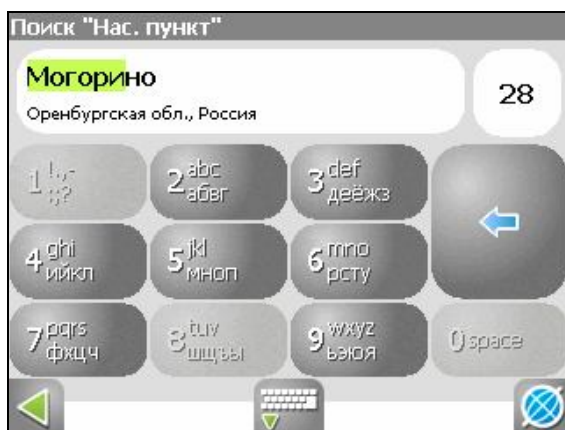 Поиск "Нас. пункт"
Могорино
28
Оренбургская обл., Россия
1 !,.- :;?
2 abc абвг
3 def деёжз
4 ghi ийкл
5 jkl мноп
6 mno рсту
7 pqrs фхцч
8 tuv шщъы
9 wxyz ьэюя
0 space